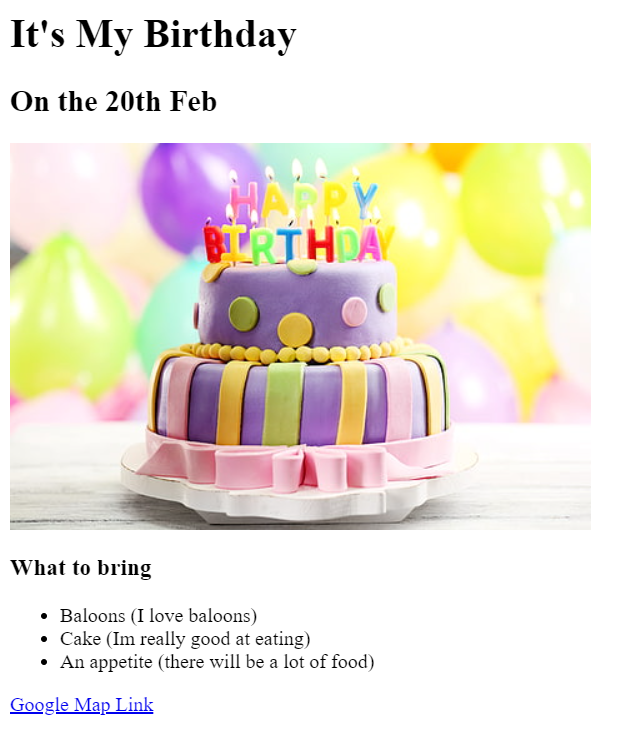 It's My Birthday
On the 20th Feb
HAPPY
BIRTHDAY
What to bring
Baloons (I love baloons)
Cake (Im really good at eating)
An appetite (there will be a lot of food)
Google Map Link